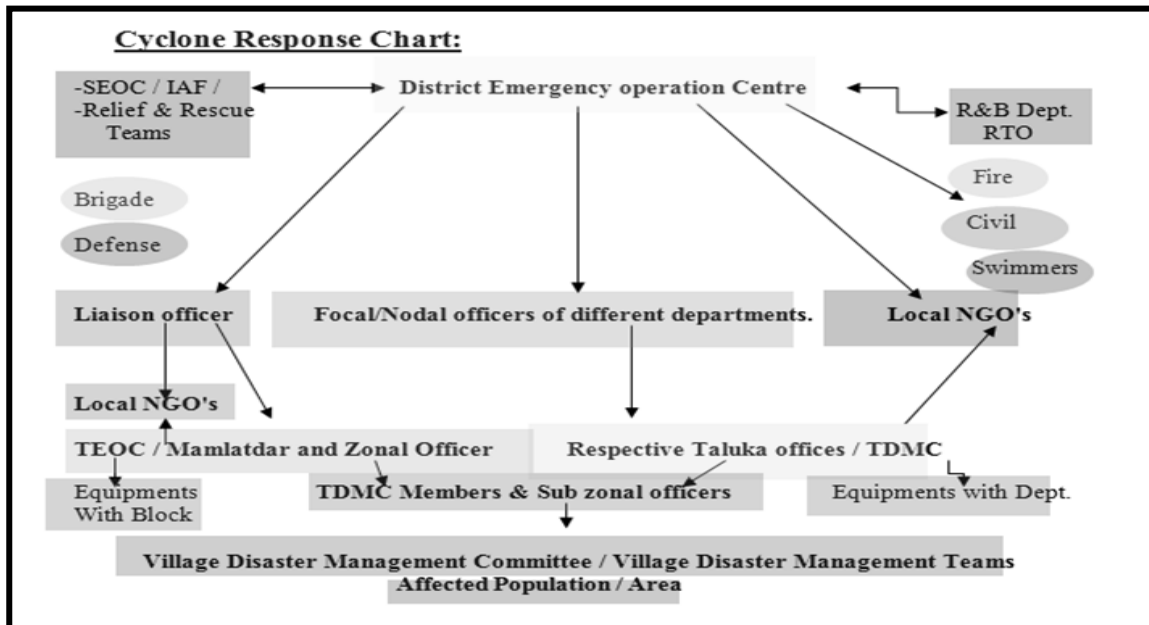 Cyclone Response Chart:
-SEOC / IAF /
-Relief & Rescue
Teams
District Emergency operation Centre
R&B Dept.
RTO
Brigade
Defense
Fire
Civil
Swimmers
Liaison officer
Focal/Nodal officers of different departments.
Local NGO's
Local NGO's
TEOC / Mamlatdar and Zonal Officer
Respective Taluka offices / TDMC
Equipments
With Block
TDMC Members & Sub zonal officers
Equipments with Dept.
Village Disaster Management Committee / Village Disaster Management Teams
Affected Population / Area